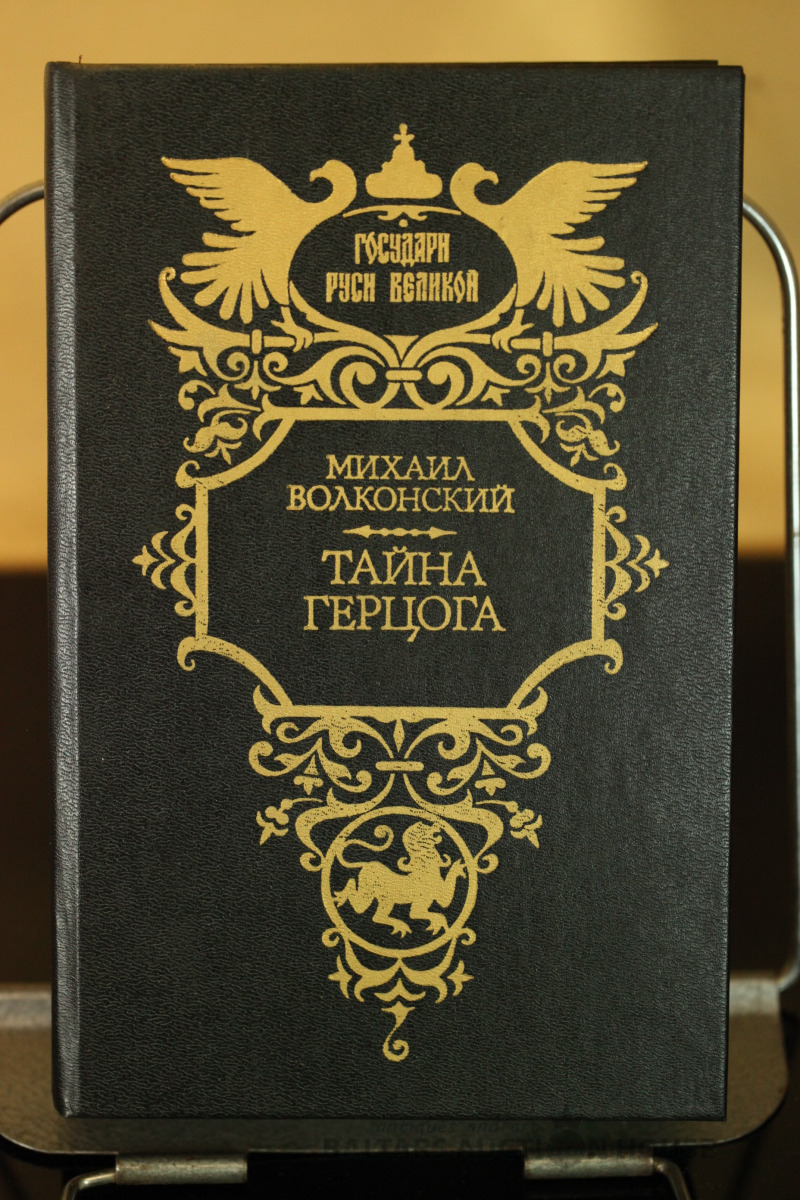 ГОСУДАРИ
РУСИ ВЕЛИКОЙ
МИХАИЛ
ВОЛКОНСКИЙ
ТАЙНА
ГЕРЦОГА